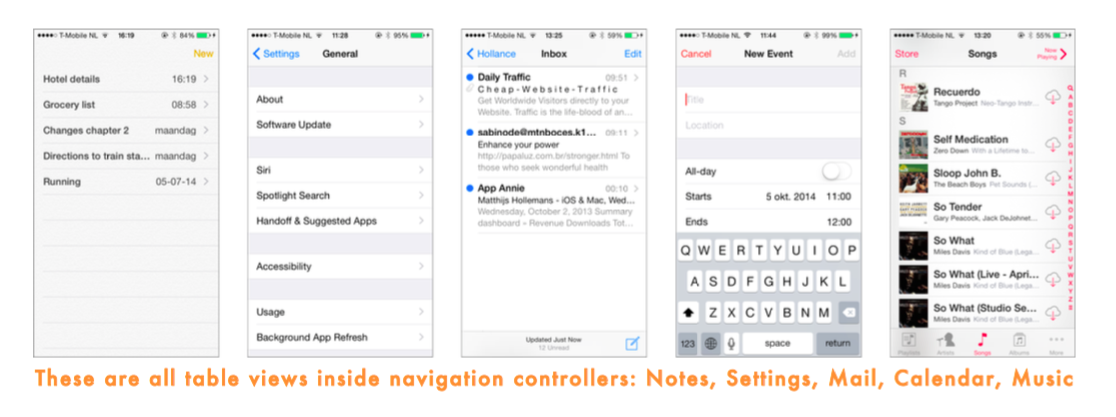 T-Mobile NL 16:19 84%
New
Hotel details 16:19
Grocery list 08:58
Changes chapter 2 maandag
Directions to train sta... maandag
Running 05-07-14
T-Mobile NL 11:28 95%
Settings General
About
Software Update
Siri
Spotlight Search
Handoff & Suggested Apps
Accessibility
Usage
Background App Refresh
T-Mobile NL 13:25 59%
Hollance Inbox Edit
Daily Traffic 09:51
Cheap-Website-Traffic
Get Worldwide Visitors directly to your
Website. Traffic is the life-blood of an...
sabinode@mtnboces.k1... 09:11
Enhance your power
http://papaluz.com.br/stronger.html To
those who seek wonderful health
App Annie 00:10
Matthijs Hollemans - iOS & Mac, Wed...
Wednesday, October 2, 2013 Summary
dashboard » Revenue Downloads Tot...
Updated Just Now
12 Unread
T-Mobile NL 11:44 99%
Cancel New Event Add
Title
Location
All-day
Starts 5 okt. 2014 11:00
Ends 12:00
Q W E R T Y U I O P
A S D F G H J K L
Z X C V B N M
123 space return
T-Mobile NL 13:20 55%
Store Songs Now
Playing
R
Recuerdo
Tango Project Neo-Tango Instr...
S
Self Medication
Zero Down With a Lifetime to...
Sloop John B.
The Beach Boys Pet Sounds (...
So Tender
Gary Peacock, Jack DeJohnet...
So What
Miles Davis Kind of Blue (Lega...
So What (Live - Apri...
Miles Davis Kind of Blue (Lega...
So What (Studio Se...
Miles Davis Kind of Blue (Lega...
A
B
C
D
E
F
G
H
I
J
K
L
M
N
O
P
Q
R
S
T
U
V
W
X
Y
Z
Playlists Artists Songs Albums More
These are all table views inside navigation controllers: Notes, Settings, Mail, Calendar, Music